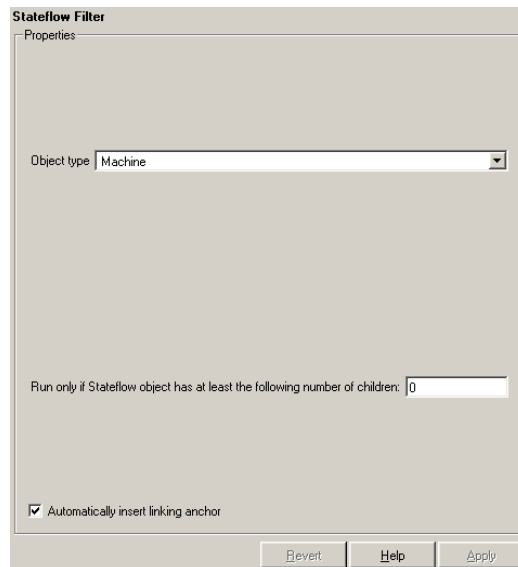 Stateflow Filter
Properties
Object type Machine
Run only if Stateflow object has at least the following number of children: 0
Automatically insert linking anchor
Revert Help Apply